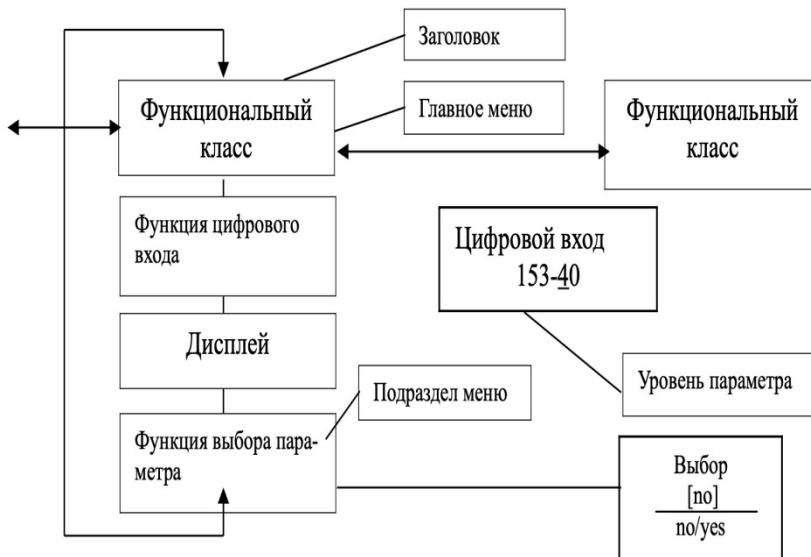 Заголовок
Функциональный
класс
Главное меню
Функциональный
класс
Функция цифрового
входа
Цифровой вход
153-40
Дисплей
Уровень параметра
Подраздел меню
Функция выбора пара-
метра
Выбор
[no]
no/yes